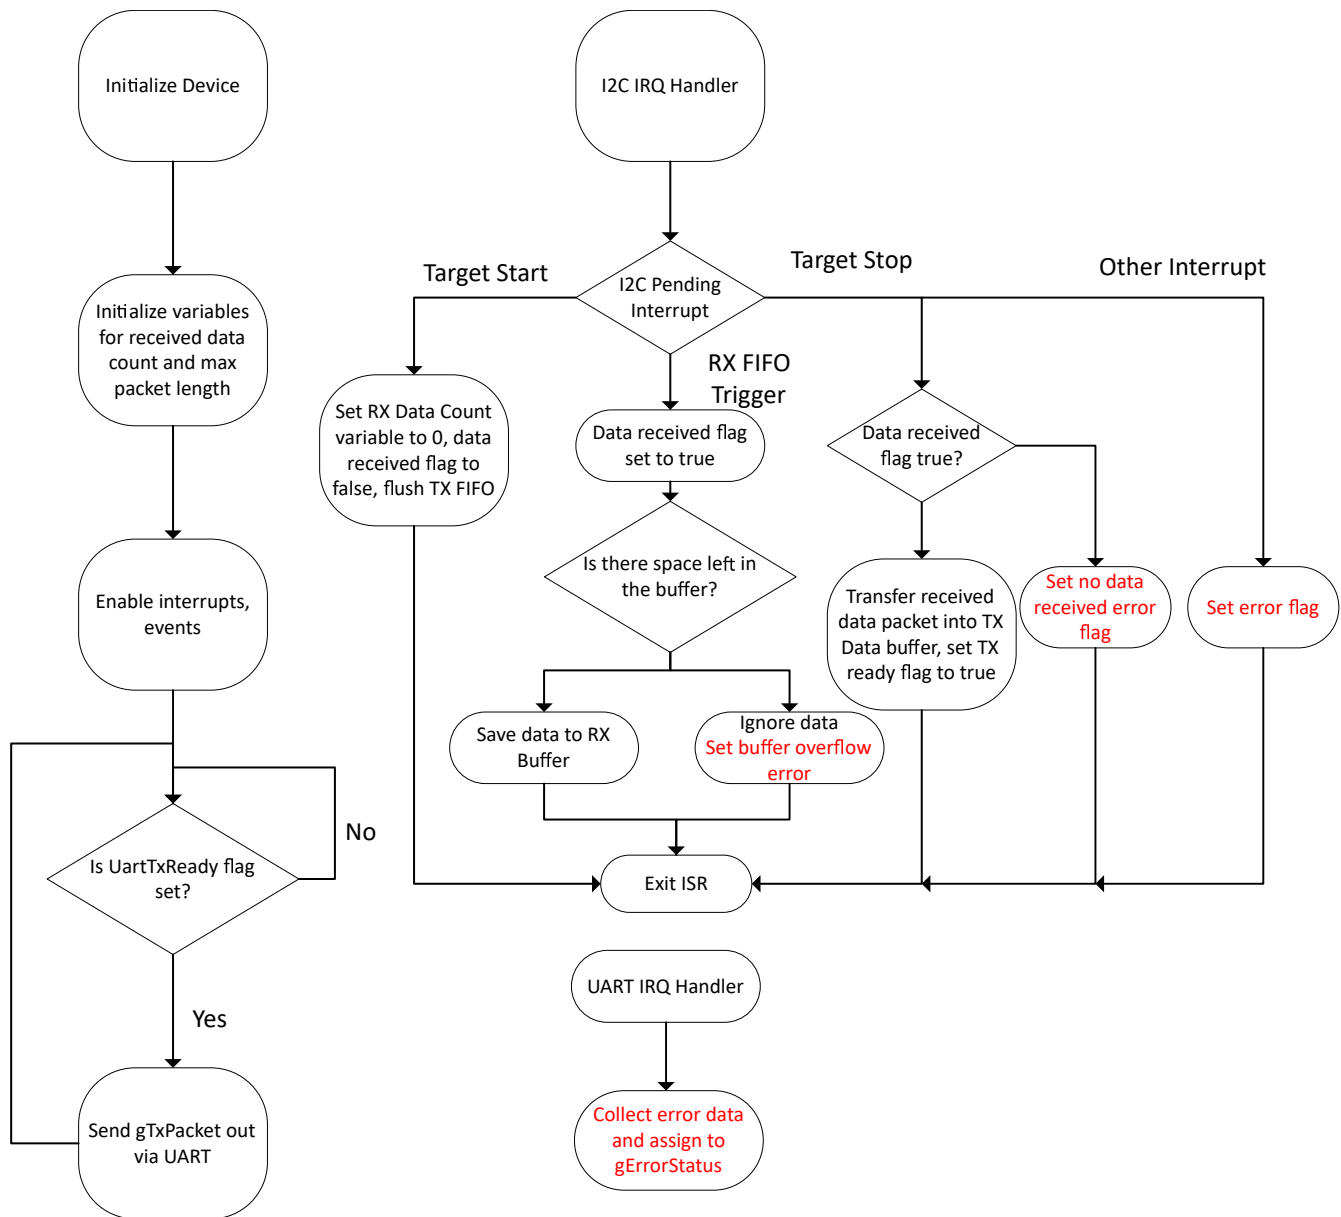 Initialize Device
Initialize variables
for received data
count and max
packet length
Enable interrupts,
events
Is UartTxReady flag
set?
No
Yes
Send gTxPacket out
via UART
I2C IRQ Handler
I2C Pending
Interrupt
Target Start
Target Stop
Other Interrupt
RX FIFO
Trigger
Set RX Data Count
variable to 0, data
received flag to
false, flush TX FIFO
Data received flag
set to true
Is there space left in
the buffer?
Save data to RX
Buffer
Ignore data
Set buffer overflow
error
Data received
flag true?
Transfer received
data packet into TX
Data buffer, set TX
ready flag to true
Set no data
received error
flag
Set error flag
Exit ISR
UART IRQ Handler
Collect error data
and assign to
gErrorStatus